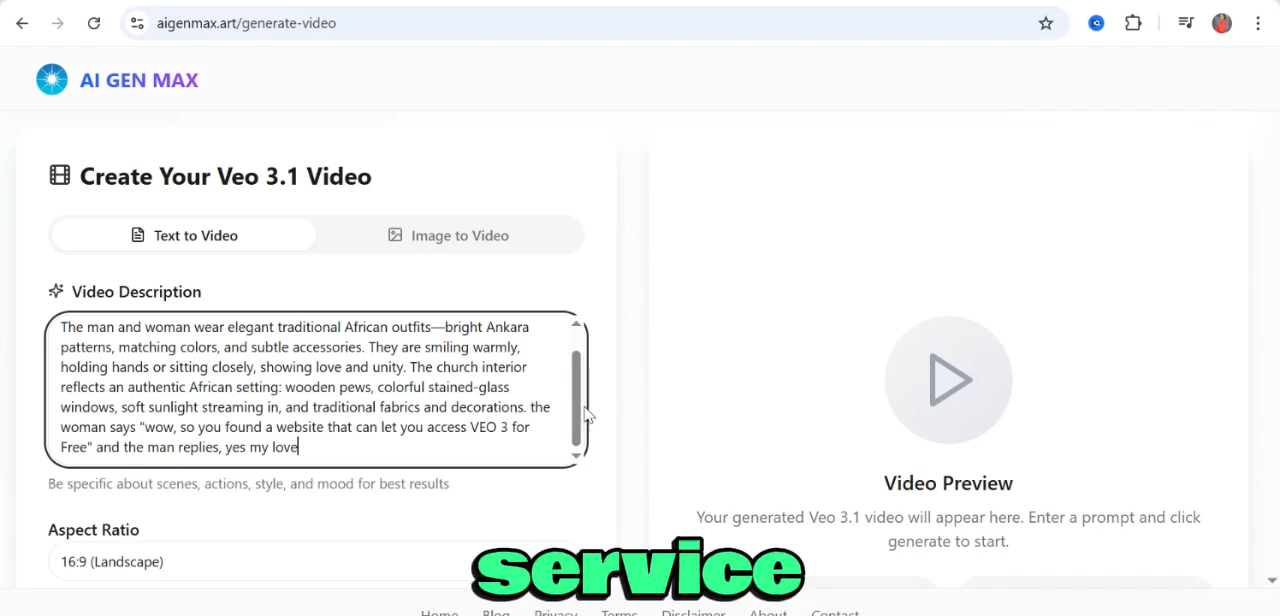 aigenmax.art/generate-video
AI GEN MAX
Create Your Veo 3.1 Video
Text to Video
Image to Video
Video Description
The man and woman wear elegant traditional African outfits—bright Ankara
patterns, matching colors, and subtle accessories. They are smiling warmly,
holding hands or sitting closely, showing love and unity. The church interior
reflects an authentic African setting: wooden pews, colorful stained-glass
windows, soft sunlight streaming in, and traditional fabrics and decorations. the
woman says "wow, so you found a website that can let you access VEO 3 for
Free" and the man replies, yes my love
Be specific about scenes, actions, style, and mood for best results
Aspect Ratio
16:9 (Landscape)
Video Preview
Your generated Veo 3.1 video will appear here. Enter a prompt and click
generate to start.
service
Home Blog Privacy Terms Disclaimer About Contact